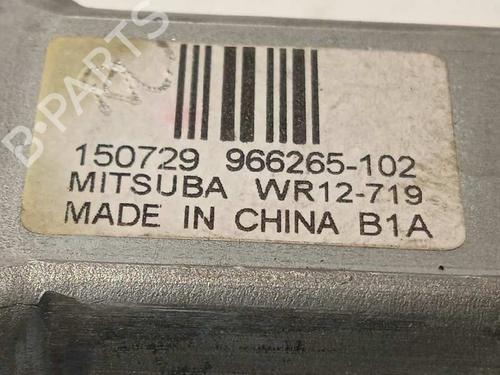 B-PARTS
150729 966265-102
MITSUBA WR12-719
MADE IN CHINA B1A